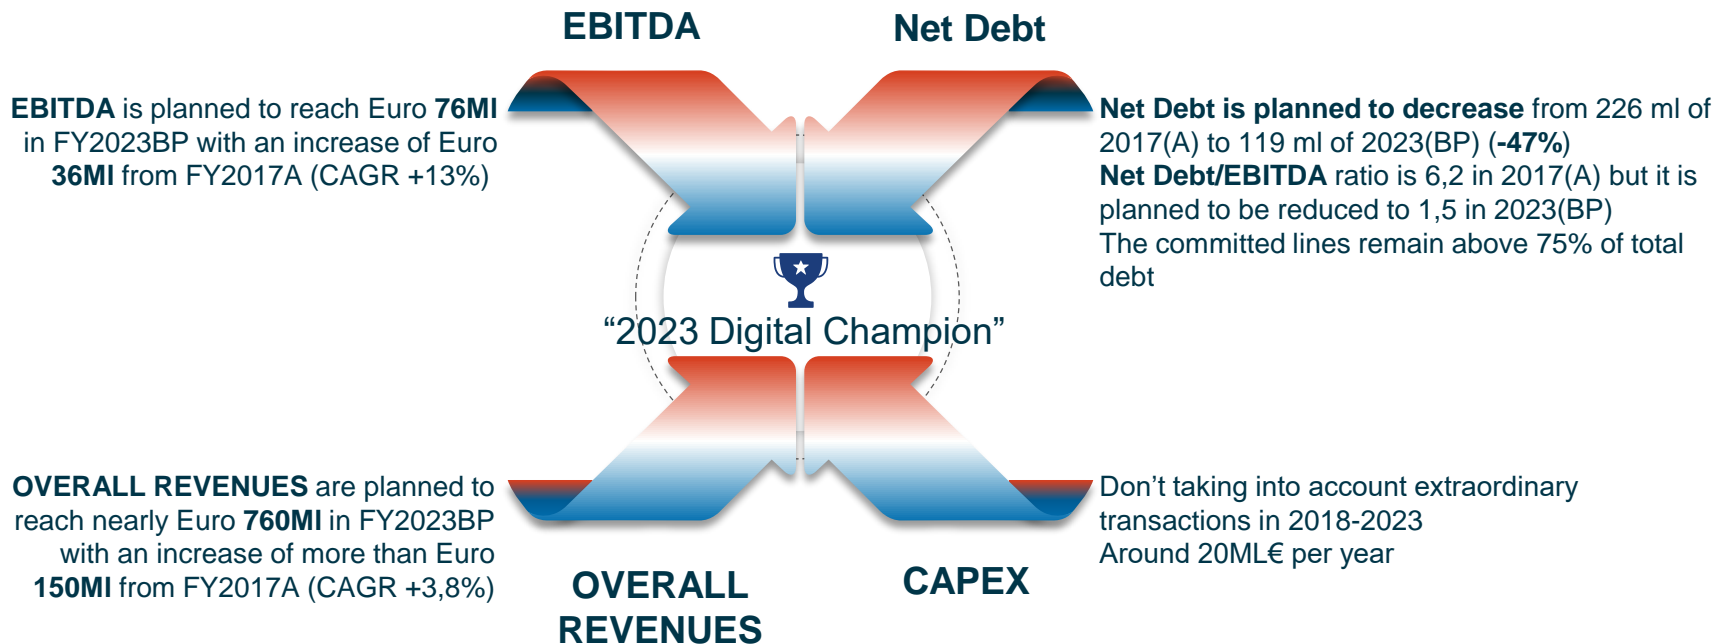 EBITDA
Net Debt
EBITDA is planned to reach Euro 76Ml
in FY2023BP with an increase of Euro
36Ml from FY2017A (CAGR +13%)
Net Debt is planned to decrease from 226 ml of
2017(A) to 119 ml of 2023(BP) (-47%)
Net Debt/EBITDA ratio is 6,2 in 2017(A) but it is
planned to be reduced to 1,5 in 2023(BP)
The committed lines remain above 75% of total
debt
“2023 Digital Champion”
OVERALL REVENUES are planned to
reach nearly Euro 760Ml in FY2023BP
with an increase of more than Euro
150Ml from FY2017A (CAGR +3,8%)
Don’t taking into account extraordinary
transactions in 2018-2023
Around 20ML€ per year
OVERALL
REVENUES
CAPEX